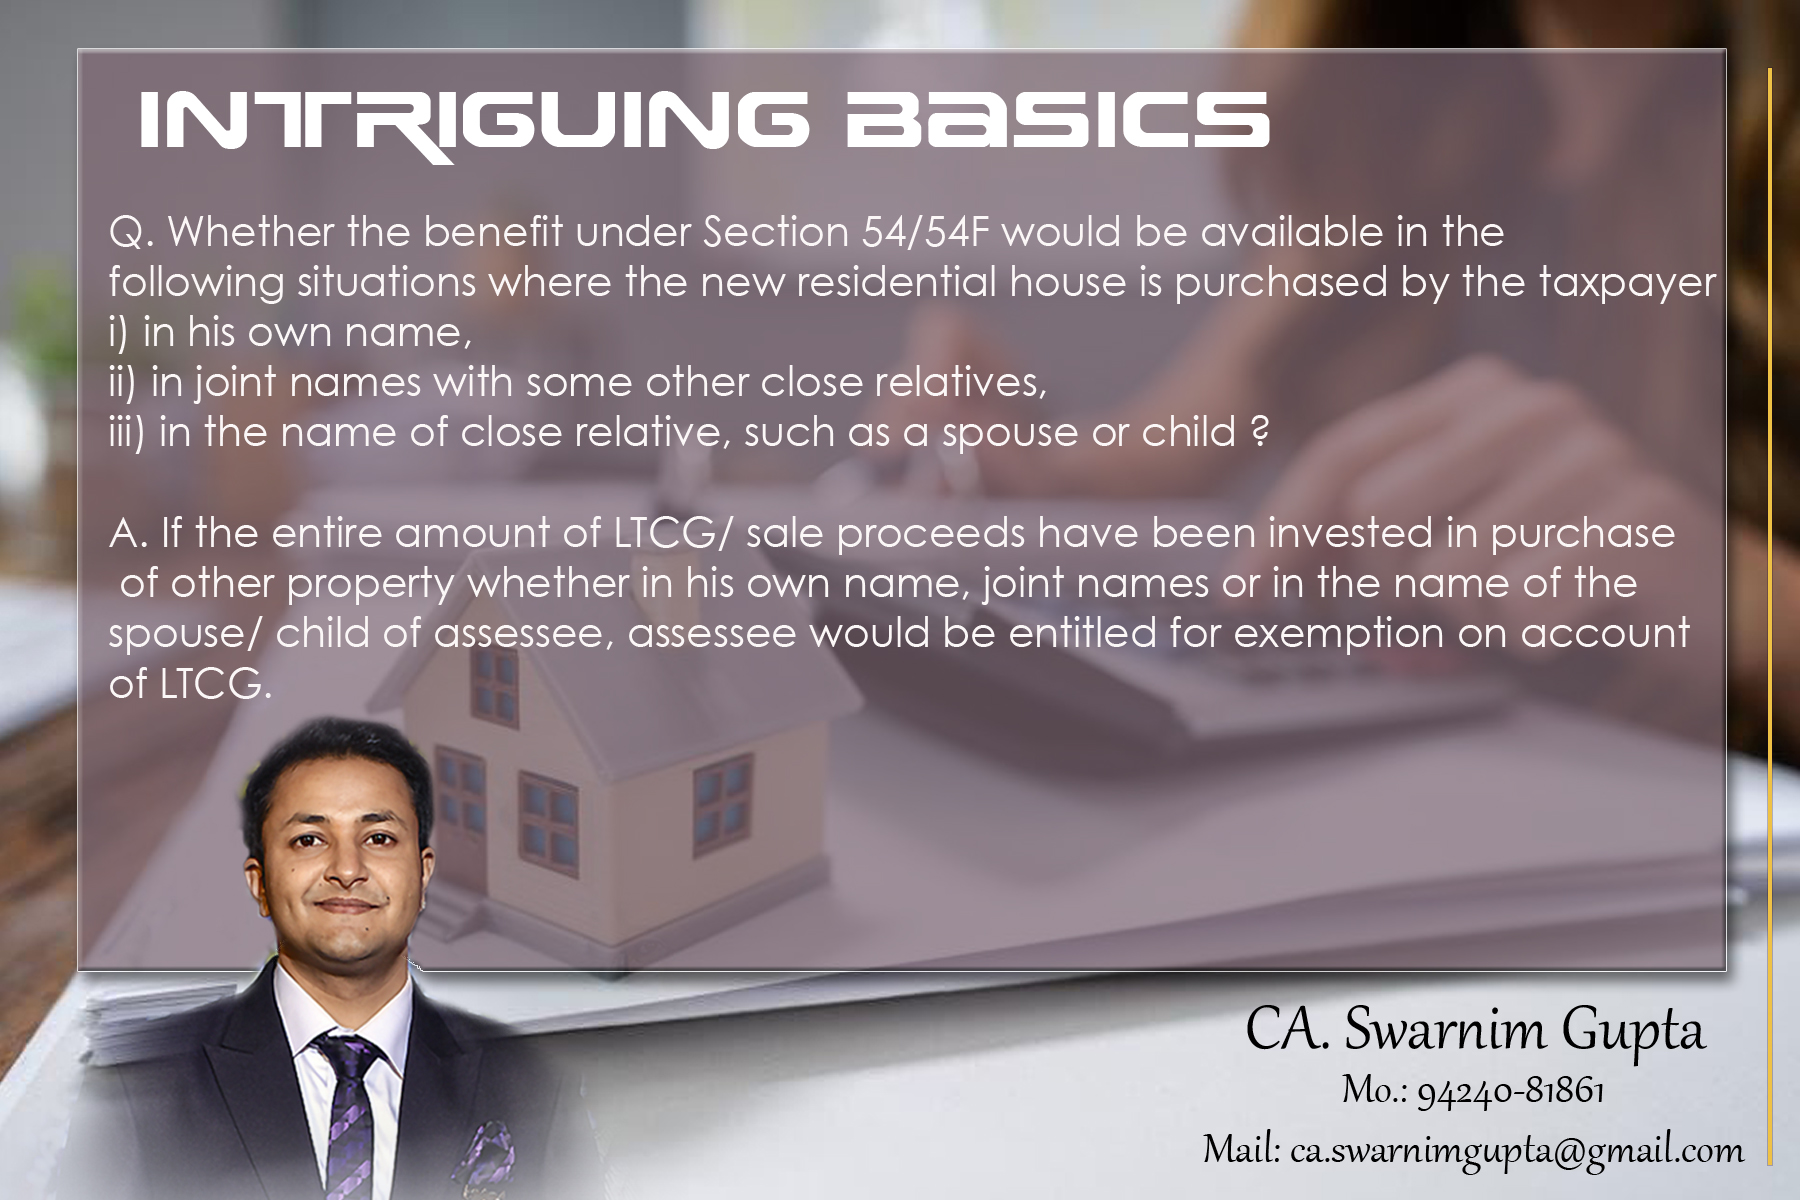 INTRIGUING BASICS
Q. Whether the benefit under Section 54/54F would be available in the
following situations where the new residential house is purchased by the taxpayer
i) in his own name,
ii) in joint names with some other close relatives,
iii) in the name of close relative, such as a spouse or child ?
A. If the entire amount of LTCG/ sale proceeds have been invested in purchase
of other property whether in his own name, joint names or in the name of the
spouse/ child of assessee, assessee would be entitled for exemption on account
of LTCG.
CA. Swarnim Gupta
Mo.: 94240-81861
Mail: ca.swarnimgupta@gmail.com